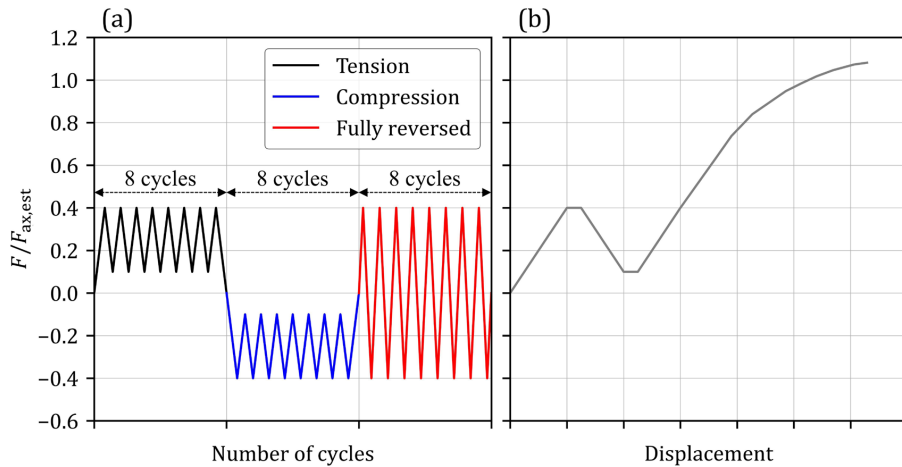 (a)
(b)
1.2
1.0
0.8
0.6
0.4
0.2
0.0
−0.2
−0.4
−0.6
F/F_ax,est
Tension
Compression
Fully reversed
8 cycles
8 cycles
8 cycles
Number of cycles
Displacement